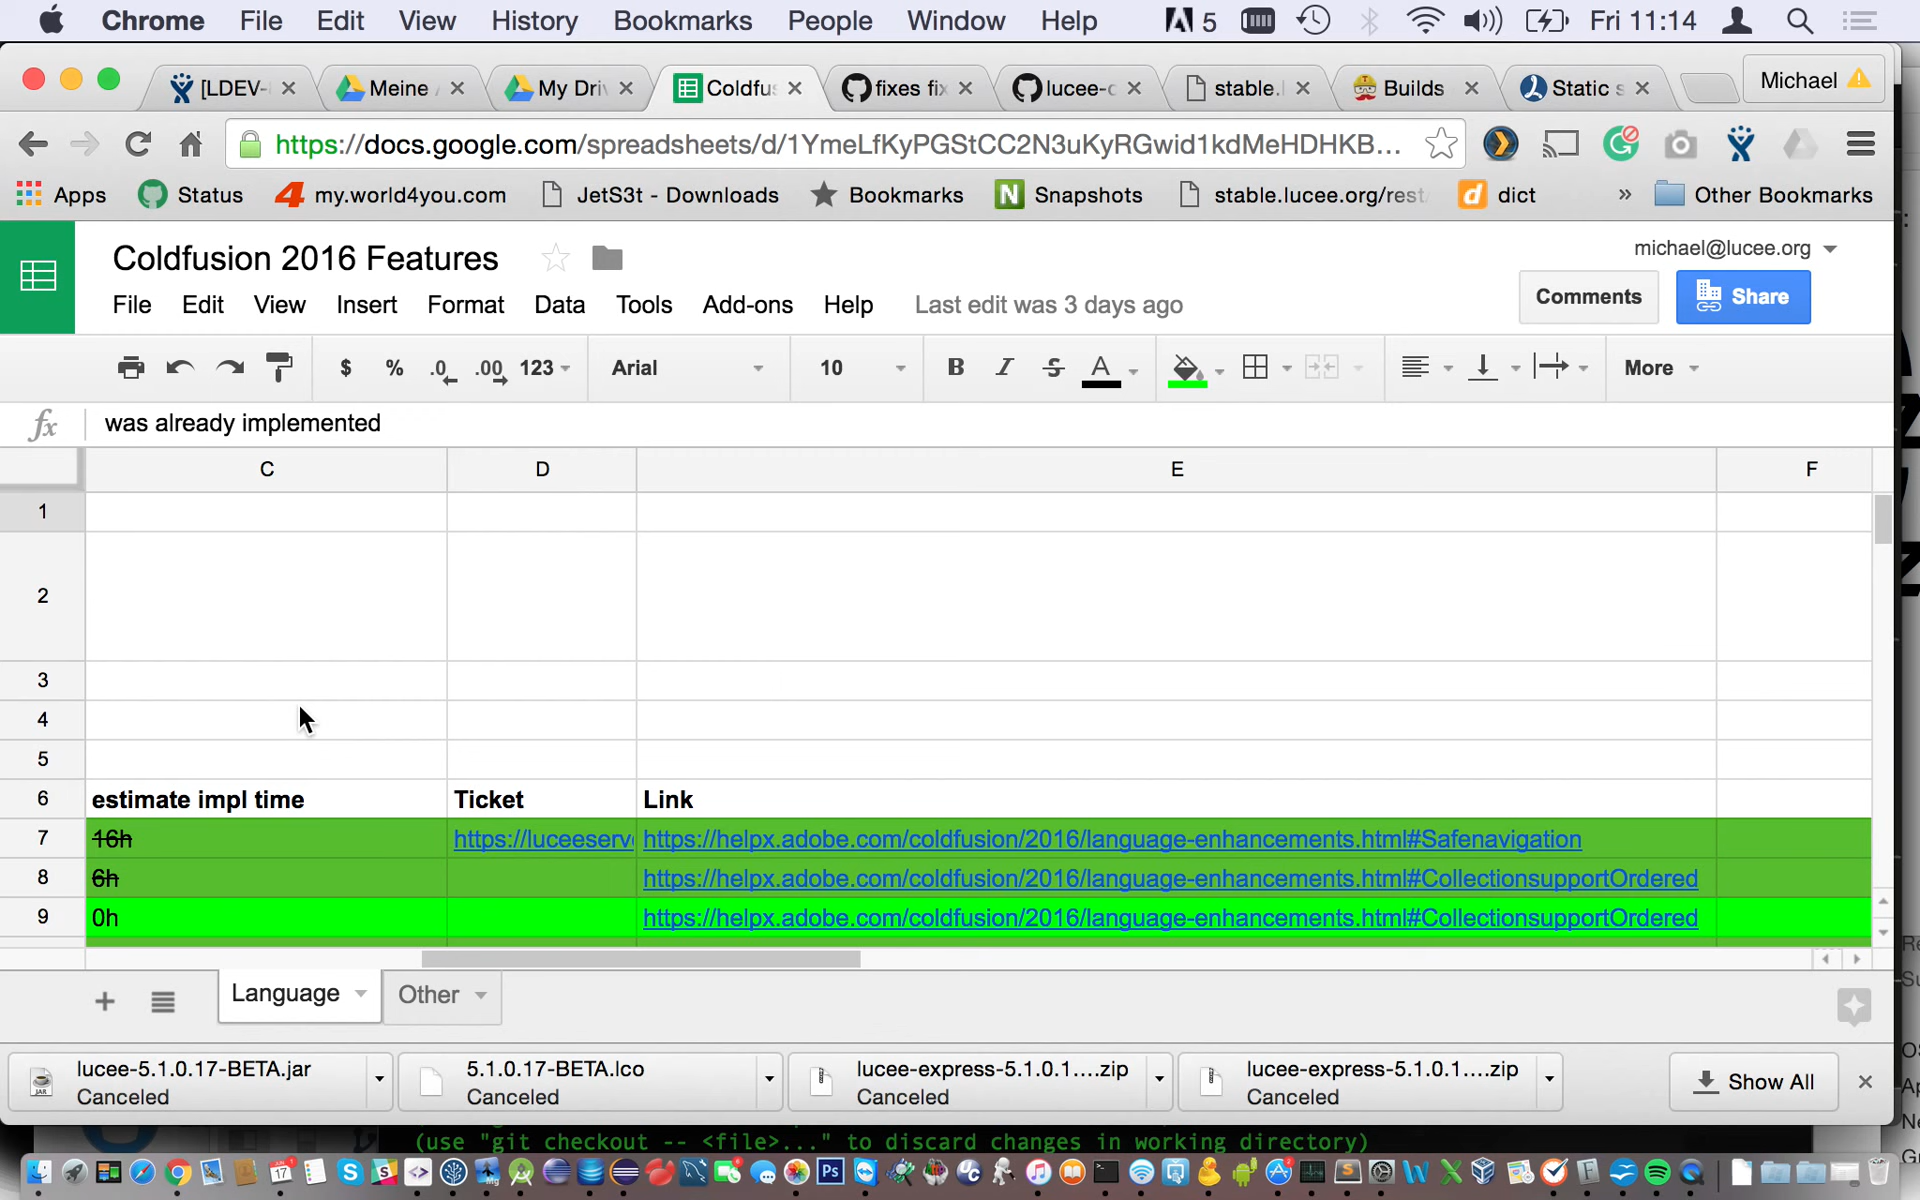 Chrome File Edit View History Bookmarks People Window Help 5 Fri 11:14
[LDEV- Meine My Driv Coldfus fixes fix lucee-c stable. Builds Static s Michael
https://docs.google.com/spreadsheets/d/1YmeLfKyPGStCC2N3uKyRGwid1kdMeHDHKB...
Apps Status my.world4you.com JetS3t - Downloads Bookmarks Snapshots stable.lucee.org/rest dict » Other Bookmarks
Coldfusion 2016 Features
michael@lucee.org
File Edit View Insert Format Data Tools Add-ons Help Last edit was 3 days ago
Comments Share
$ % .0 .00 123 Arial 10 B I S A More
fx was already implemented
C D E F
1
2
3
4
5
6 estimate impl time Ticket Link
7 16h https://luceeserv https://helpx.adobe.com/coldfusion/2016/language-enhancements.html#Safenavigation
8 6h https://helpx.adobe.com/coldfusion/2016/language-enhancements.html#CollectionsupportOrdered
9 0h https://helpx.adobe.com/coldfusion/2016/language-enhancements.html#CollectionsupportOrdered
Language Other
lucee-5.1.0.17-BETA.jar 5.1.0.17-BETA.lco lucee-express-5.1.0.1....zip lucee-express-5.1.0.1....zip Show All
Canceled Canceled Canceled Canceled
(use "git checkout -- <file>..." to discard changes in working directory)